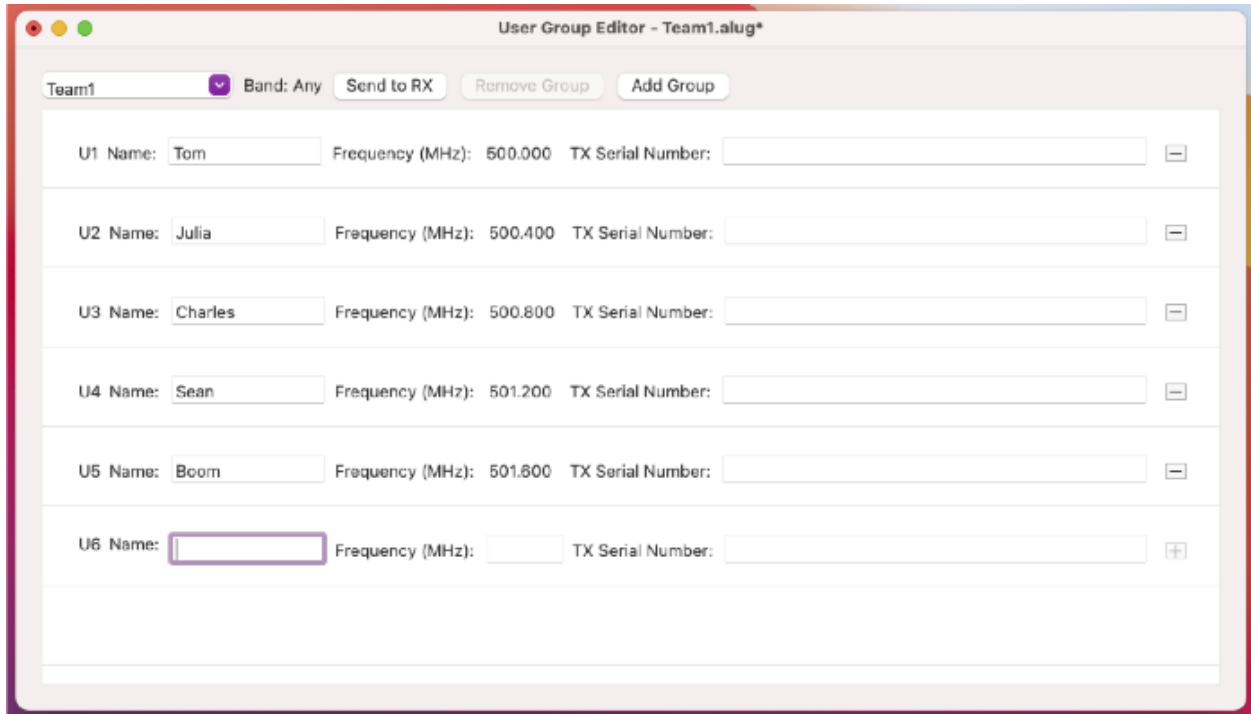 User Group Editor - Team1.alug*
Team1 Band: Any Send to RX Remove Group Add Group
U1 Name: Tom Frequency (MHz): 500.000 TX Serial Number:
U2 Name: Julia Frequency (MHz): 500.400 TX Serial Number:
U3 Name: Charles Frequency (MHz): 500.800 TX Serial Number:
U4 Name: Sean Frequency (MHz): 501.200 TX Serial Number:
U5 Name: Boom Frequency (MHz): 501.600 TX Serial Number:
U6 Name: Frequency (MHz): TX Serial Number: